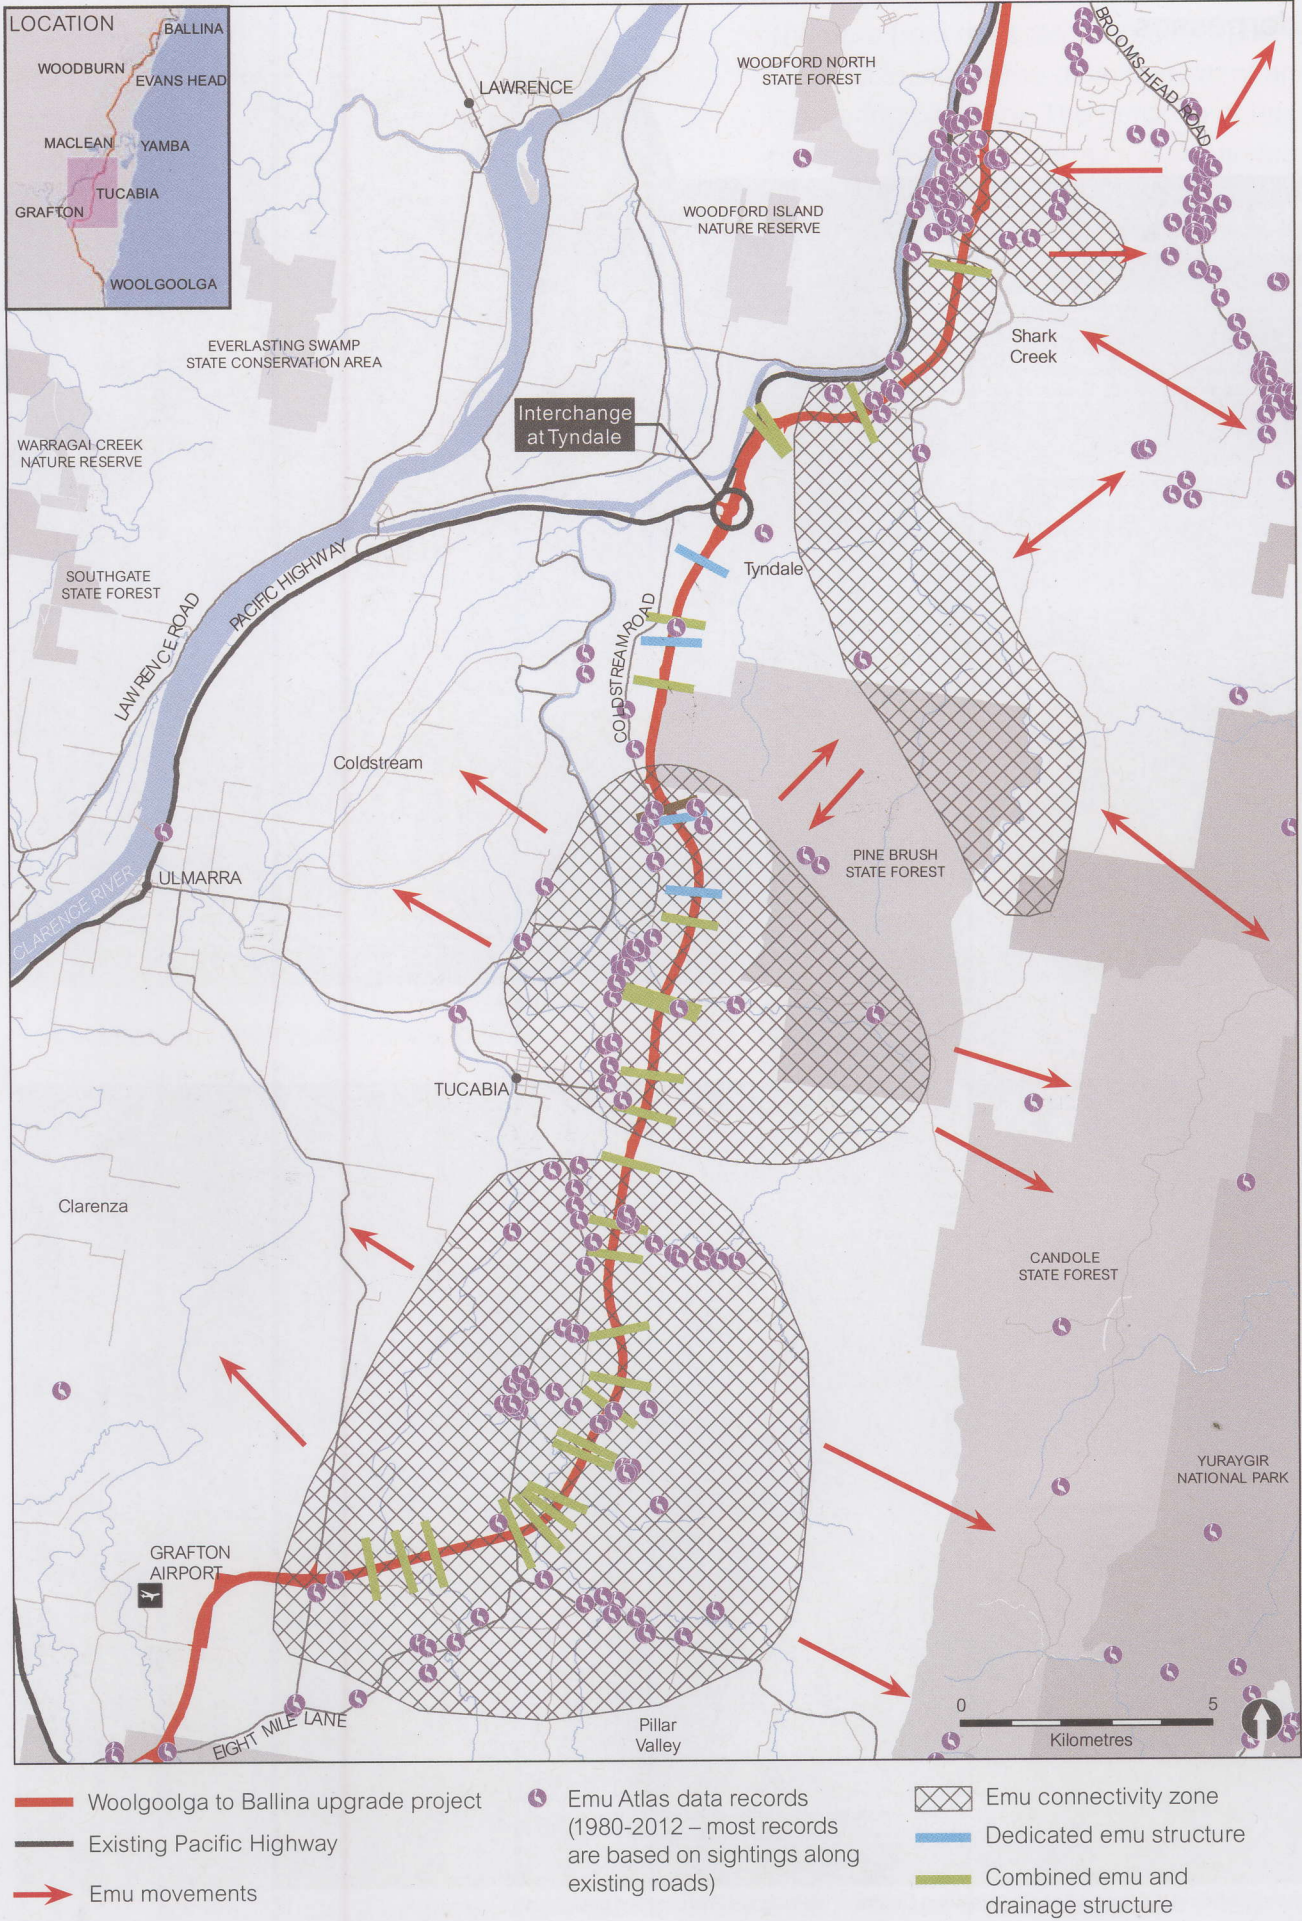 LOCATION
BALLINA
WOODBURN
EVANS HEAD
MACLEAN
YAMBA
TUCABIA
GRAFTON
WOOLGOOLGA
LAWRENCE
WOODFORD NORTH
STATE FOREST
BROOMS HEAD ROAD
WOODFORD ISLAND
NATURE RESERVE
EVERLASTING SWAMP
STATE CONSERVATION AREA
Shark
Creek
Interchange
at Tyndale
WARRAGAI CREEK
NATURE RESERVE
SOUTHGATE
STATE FOREST
LAWRENCE ROAD
PACIFIC HIGHWAY
Tyndale
COLDSTREAM ROAD
Coldstream
PINE BRUSH
STATE FOREST
ULMARRA
CLARENCE RIVER
TUCABIA
Clarenza
CANDOLE
STATE FOREST
YURAYGIR
NATIONAL PARK
GRAFTON
AIRPORT
EIGHT MILE LANE
Pillar
Valley
0 5
Kilometres
Woolgoolga to Ballina upgrade project
Existing Pacific Highway
Emu movements
Emu Atlas data records
(1980-2012 – most records
are based on sightings along
existing roads)
Emu connectivity zone
Dedicated emu structure
Combined emu and
drainage structure